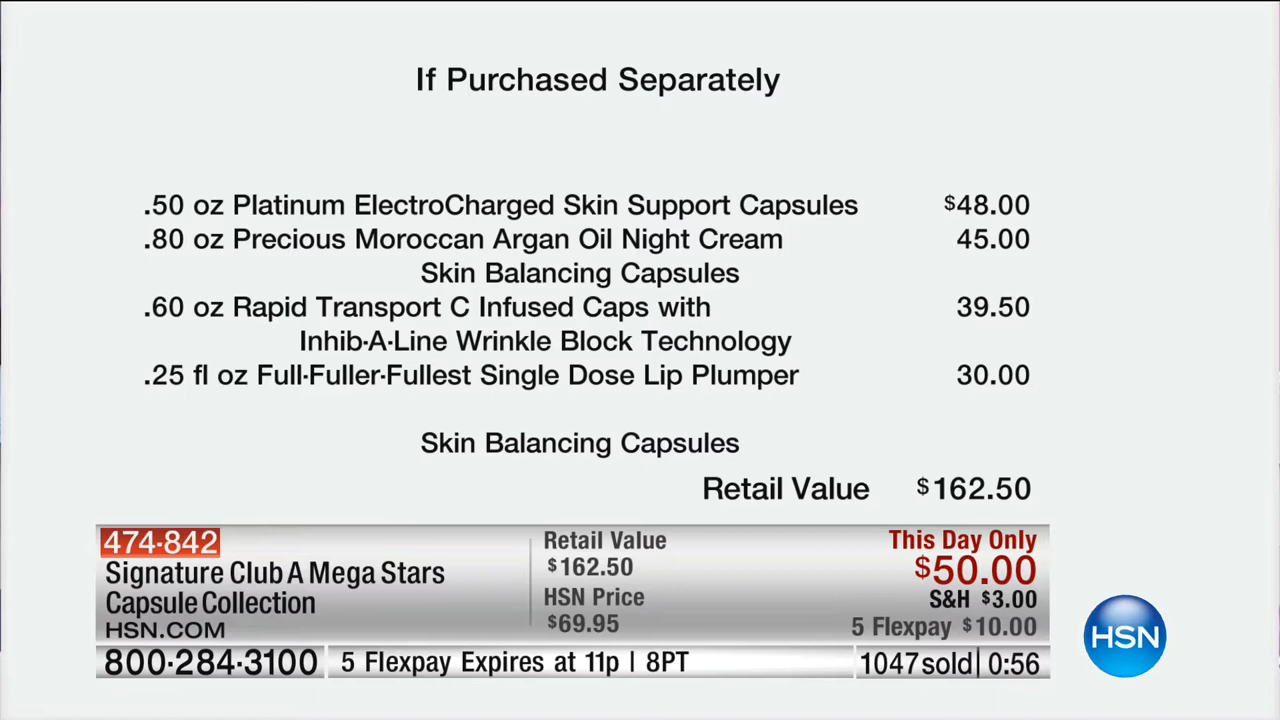 If Purchased Separately
.50 oz Platinum ElectroCharged Skin Support Capsules $48.00
.80 oz Precious Moroccan Argan Oil Night Cream 45.00
Skin Balancing Capsules
.60 oz Rapid Transport C Infused Caps with 39.50
Inhib·A·Line Wrinkle Block Technology
.25 fl oz Full·Fuller·Fullest Single Dose Lip Plumper 30.00
Skin Balancing Capsules
Retail Value $162.50
474·842
Signature Club A Mega Stars
Capsule Collection
HSN.COM
Retail Value
$162.50
HSN Price
$69.95
This Day Only
$50.00
S&H $3.00
5 Flexpay $10.00
800·284·3100 5 Flexpay Expires at 11p | 8PT 1047 sold | 0:56
HSN